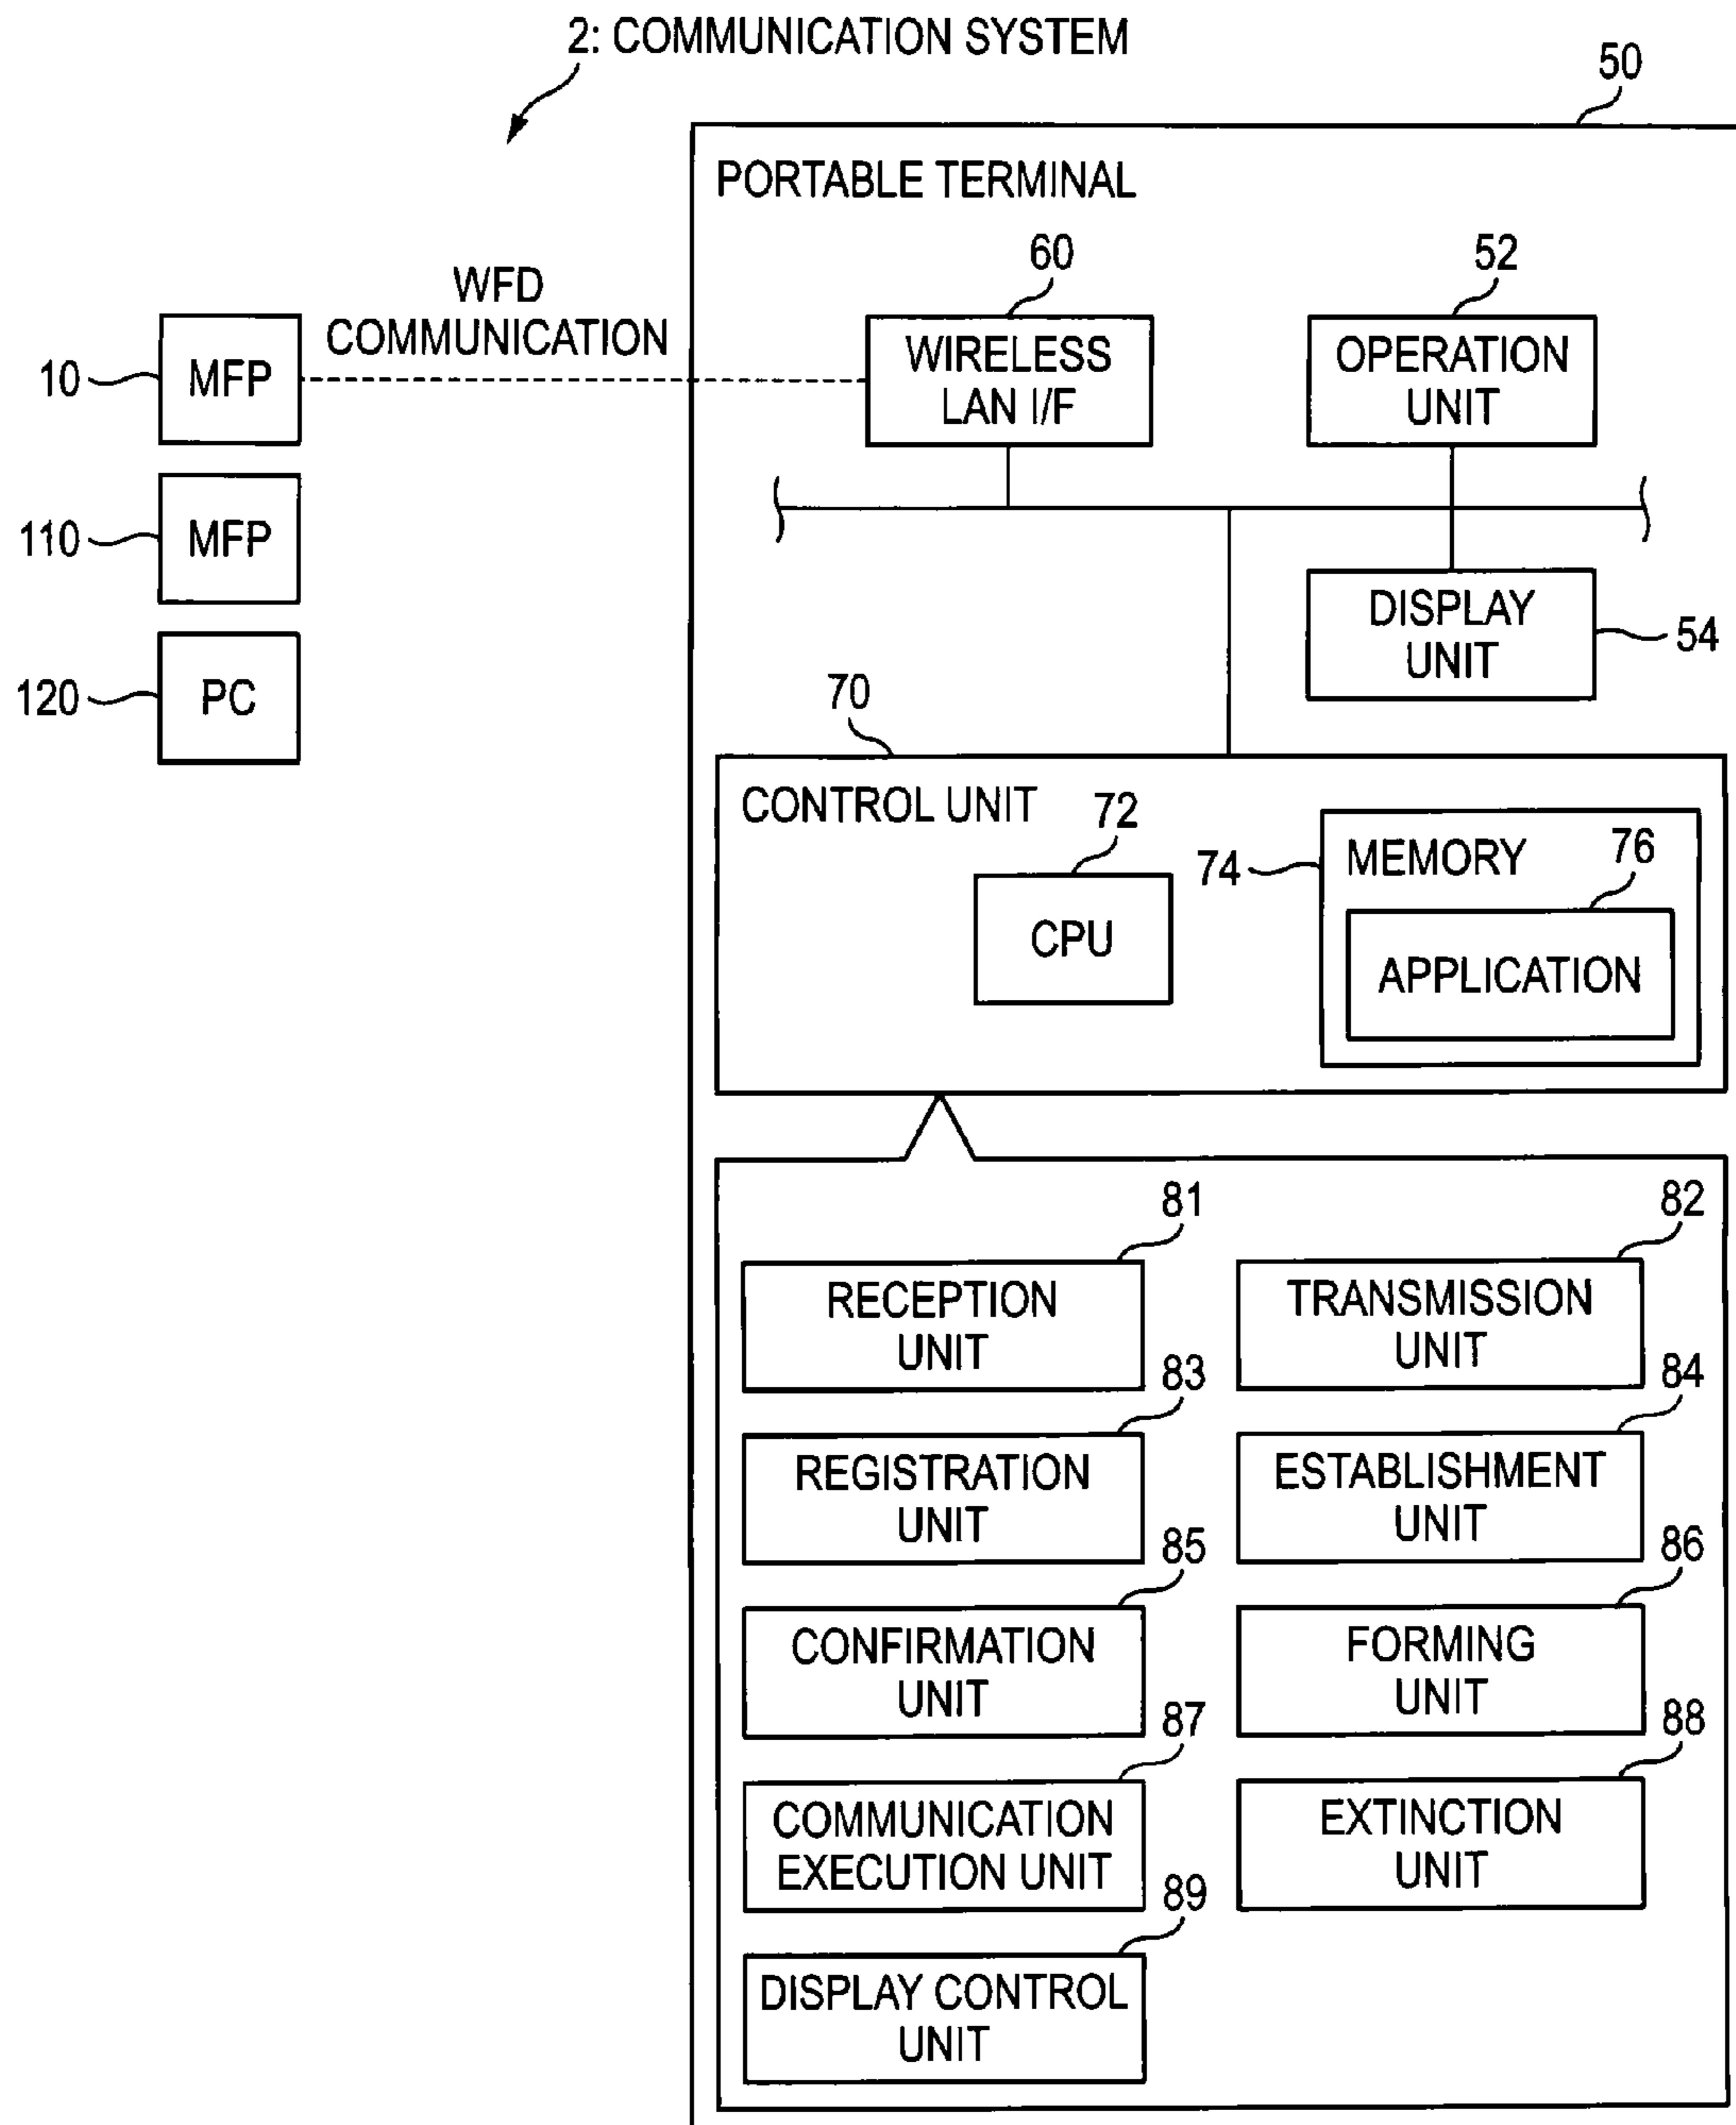 2: COMMUNICATION SYSTEM
50
PORTABLE TERMINAL
60
52
WFD
COMMUNICATION
10
MFP
WIRELESS
LAN I/F
OPERATION
UNIT
110
MFP
DISPLAY
UNIT
54
120
PC
70
CONTROL UNIT
72
CPU
74
MEMORY
76
APPLICATION
81
82
RECEPTION
UNIT
TRANSMISSION
UNIT
83
84
REGISTRATION
UNIT
ESTABLISHMENT
UNIT
85
86
CONFIRMATION
UNIT
FORMING
UNIT
87
88
COMMUNICATION
EXECUTION UNIT
EXTINCTION
UNIT
89
DISPLAY CONTROL
UNIT